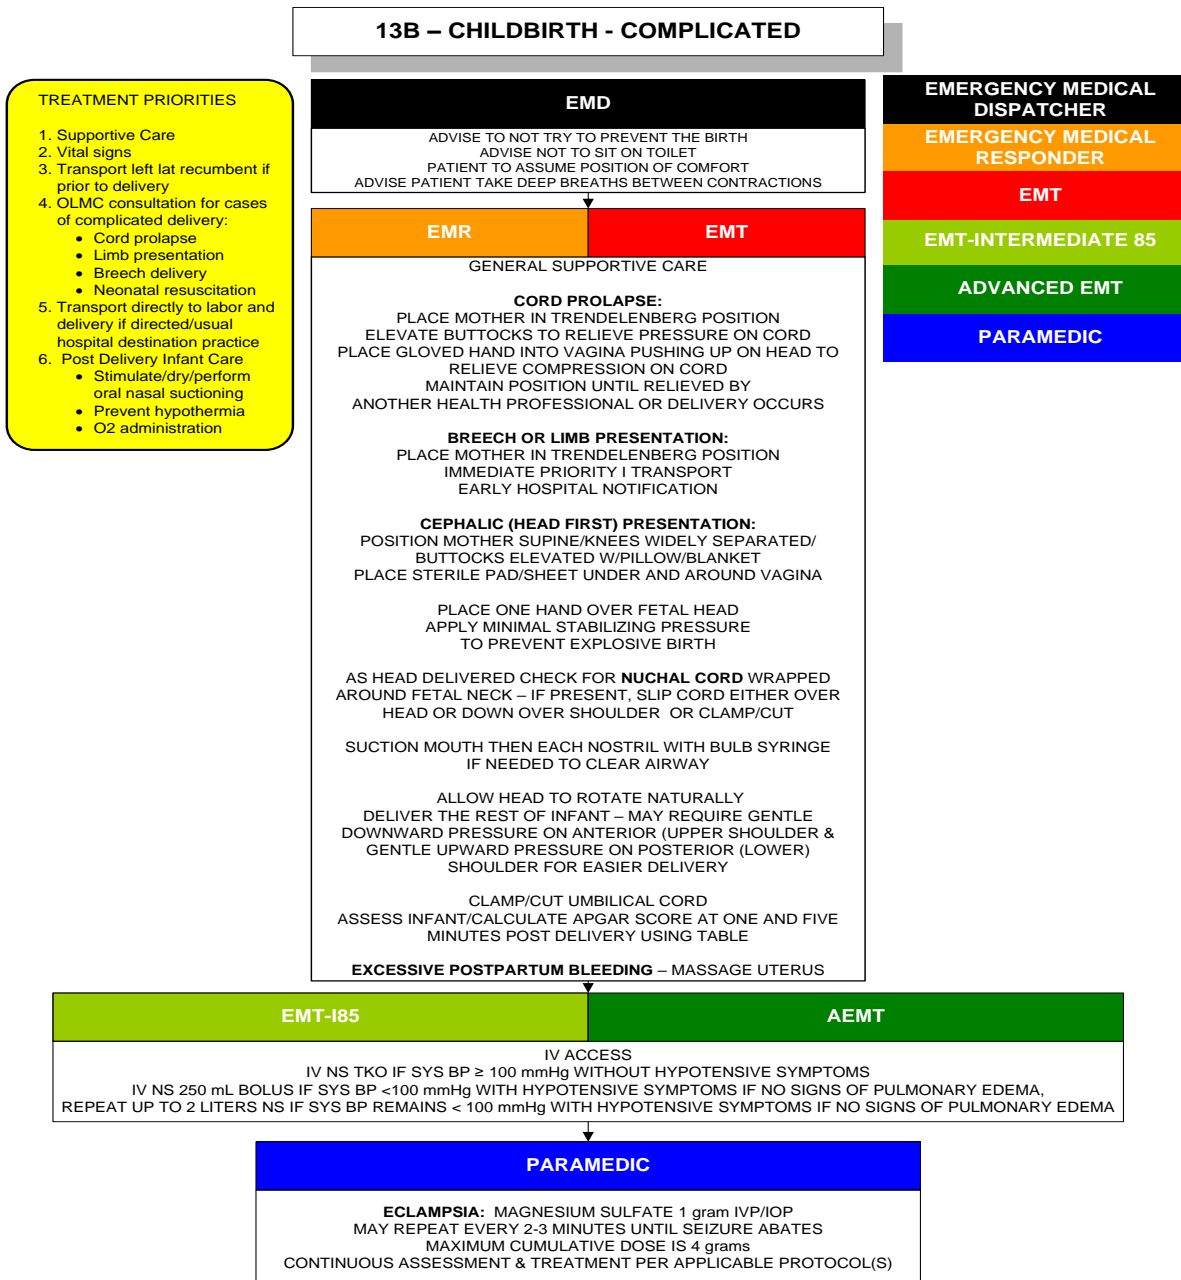 13B – CHILDBIRTH - COMPLICATED
TREATMENT PRIORITIES
1. Supportive Care
2. Vital signs
3. Transport left lat recumbent if
prior to delivery
4. OLMC consultation for cases
of complicated delivery:
• Cord prolapse
• Limb presentation
• Breech delivery
• Neonatal resuscitation
5. Transport directly to labor and
delivery if directed/usual
hospital destination practice
6. Post Delivery Infant Care
• Stimulate/dry/perform
oral nasal suctioning
• Prevent hypothermia
• O2 administration
EMD
ADVISE TO NOT TRY TO PREVENT THE BIRTH
ADVISE NOT TO SIT ON TOILET
PATIENT TO ASSUME POSITION OF COMFORT
ADVISE PATIENT TAKE DEEP BREATHS BETWEEN CONTRACTIONS
EMERGENCY MEDICAL
DISPATCHER
EMERGENCY MEDICAL
RESPONDER
EMT
EMT-INTERMEDIATE 85
ADVANCED EMT
PARAMEDIC
EMR
EMT
GENERAL SUPPORTIVE CARE
CORD PROLAPSE:
PLACE MOTHER IN TRENDELENBERG POSITION
ELEVATE BUTTOCKS TO RELIEVE PRESSURE ON CORD
PLACE GLOVED HAND INTO VAGINA PUSHING UP ON HEAD TO
RELIEVE COMPRESSION ON CORD
MAINTAIN POSITION UNTIL RELIEVED BY
ANOTHER HEALTH PROFESSIONAL OR DELIVERY OCCURS
BREECH OR LIMB PRESENTATION:
PLACE MOTHER IN TRENDELENBERG POSITION
IMMEDIATE PRIORITY I TRANSPORT
EARLY HOSPITAL NOTIFICATION
CEPHALIC (HEAD FIRST) PRESENTATION:
POSITION MOTHER SUPINE/KNEES WIDELY SEPARATED/
BUTTOCKS ELEVATED W/PILLOW/BLANKET
PLACE STERILE PAD/SHEET UNDER AND AROUND VAGINA
PLACE ONE HAND OVER FETAL HEAD
APPLY MINIMAL STABILIZING PRESSURE
TO PREVENT EXPLOSIVE BIRTH
AS HEAD DELIVERED CHECK FOR NUCHAL CORD WRAPPED
AROUND FETAL NECK – IF PRESENT, SLIP CORD EITHER OVER
HEAD OR DOWN OVER SHOULDER OR CLAMP/CUT
SUCTION MOUTH THEN EACH NOSTRIL WITH BULB SYRINGE
IF NEEDED TO CLEAR AIRWAY
ALLOW HEAD TO ROTATE NATURALLY
DELIVER THE REST OF INFANT – MAY REQUIRE GENTLE
DOWNWARD PRESSURE ON ANTERIOR (UPPER SHOULDER &
GENTLE UPWARD PRESSURE ON POSTERIOR (LOWER)
SHOULDER FOR EASIER DELIVERY
CLAMP/CUT UMBILICAL CORD
ASSESS INFANT/CALCULATE APGAR SCORE AT ONE AND FIVE
MINUTES POST DELIVERY USING TABLE
EXCESSIVE POSTPARTUM BLEEDING – MASSAGE UTERUS
EMT-I85
AEMT
IV ACCESS
IV NS TKO IF SYS BP ≥ 100 mmHg WITHOUT HYPOTENSIVE SYMPTOMS
IV NS 250 mL BOLUS IF SYS BP <100 mmHg WITH HYPOTENSIVE SYMPTOMS IF NO SIGNS OF PULMONARY EDEMA,
REPEAT UP TO 2 LITERS NS IF SYS BP REMAINS < 100 mmHg WITH HYPOTENSIVE SYMPTOMS IF NO SIGNS OF PULMONARY EDEMA
PARAMEDIC
ECLAMPSIA: MAGNESIUM SULFATE 1 gram IVP/IOP
MAY REPEAT EVERY 2-3 MINUTES UNTIL SEIZURE ABATES
MAXIMUM CUMULATIVE DOSE IS 4 grams
CONTINUOUS ASSESSMENT & TREATMENT PER APPLICABLE PROTOCOL(S)